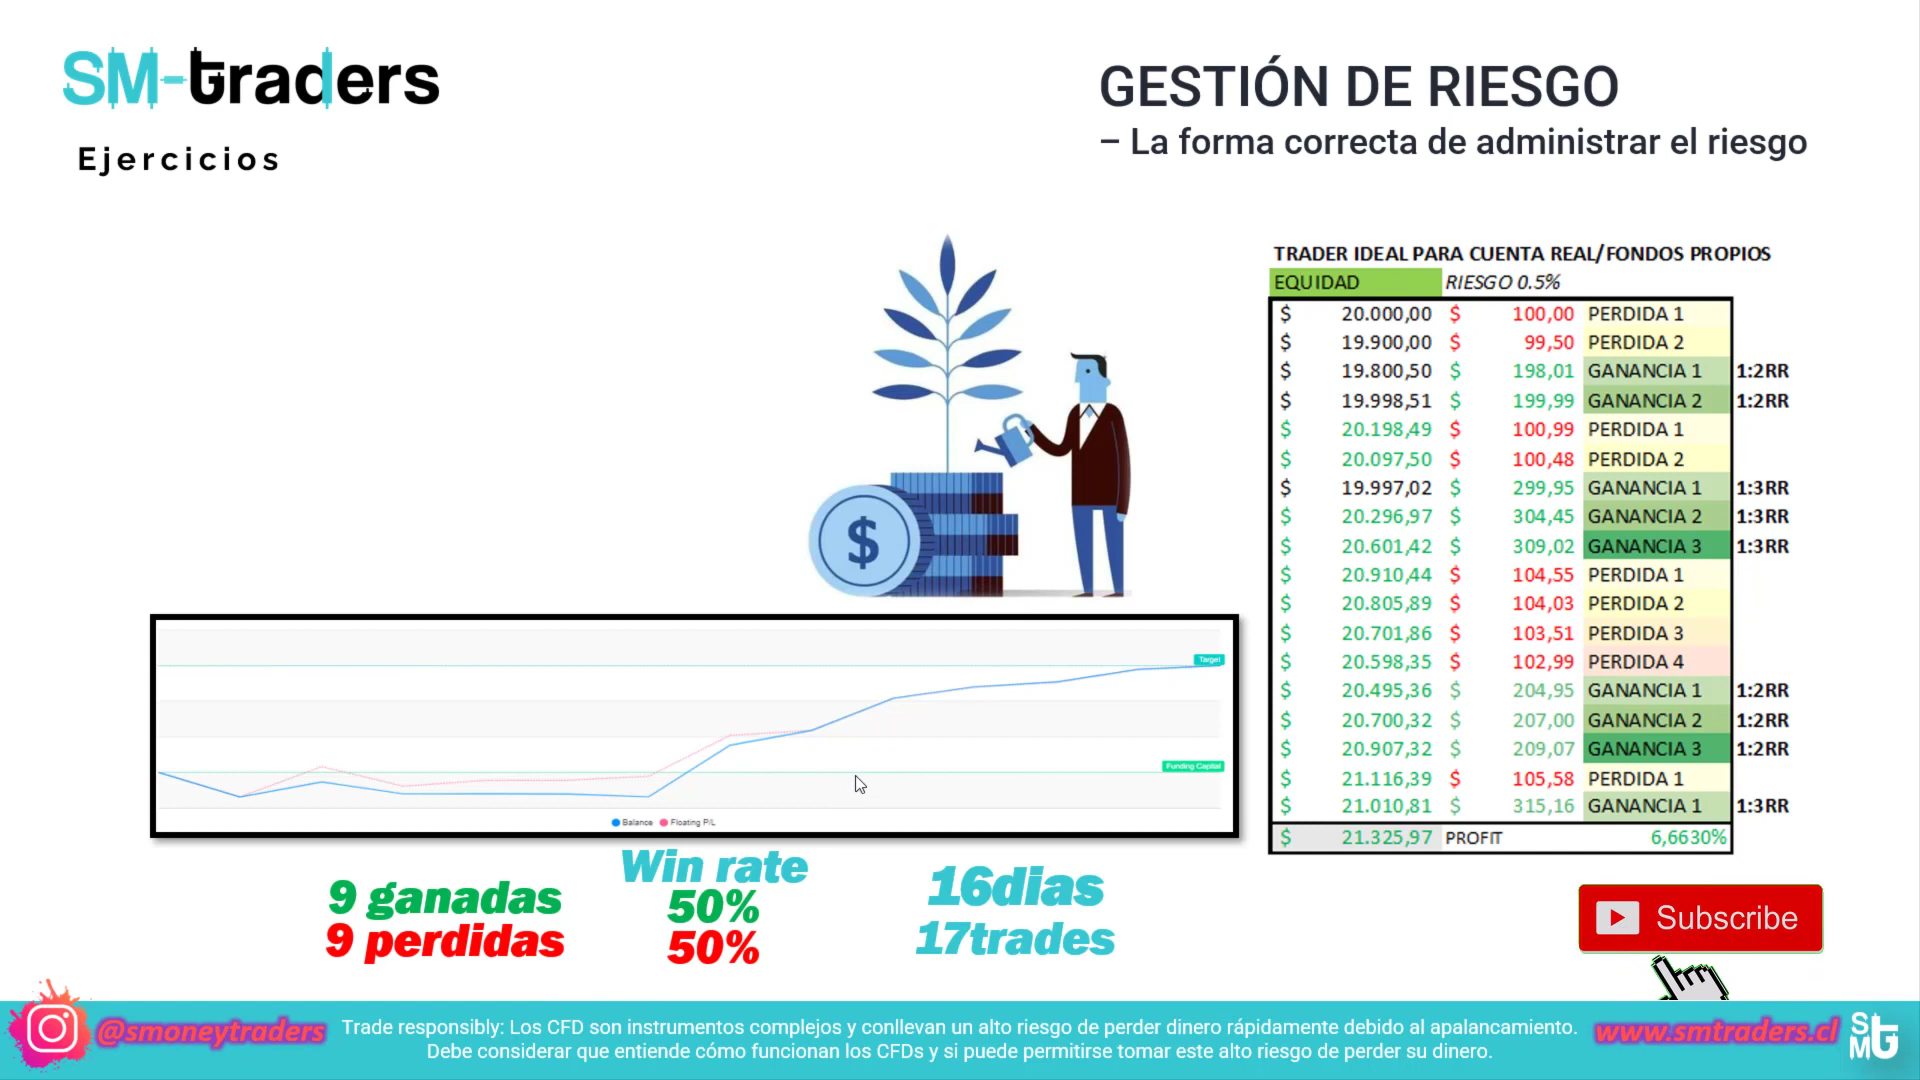 SM-traders
Ejercicios
GESTIÓN DE RIESGO
– La forma correcta de administrar el riesgo
TRADER IDEAL PARA CUENTA REAL/FONDOS PROPIOS
EQUIDAD RIESGO 0.5%
$ 20.000,00 $ 100,00 PERDIDA 1
$ 19.900,00 $ 99,50 PERDIDA 2
$ 19.800,50 $ 198,01 GANANCIA 1 1:2RR
$ 19.998,51 $ 199,99 GANANCIA 2 1:2RR
$ 20.198,49 $ 100,99 PERDIDA 1
$ 20.097,50 $ 100,48 PERDIDA 2
$ 19.997,02 $ 299,95 GANANCIA 1 1:3RR
$ 20.296,97 $ 304,45 GANANCIA 2 1:3RR
$ 20.601,42 $ 309,02 GANANCIA 3 1:3RR
$ 20.910,44 $ 104,55 PERDIDA 1
$ 20.805,89 $ 104,03 PERDIDA 2
$ 20.701,86 $ 103,51 PERDIDA 3
$ 20.598,35 $ 102,99 PERDIDA 4
$ 20.495,36 $ 204,95 GANANCIA 1 1:2RR
$ 20.700,32 $ 207,00 GANANCIA 2 1:2RR
$ 20.907,32 $ 209,07 GANANCIA 3 1:2RR
$ 21.116,39 $ 105,58 PERDIDA 1
$ 21.010,81 $ 315,16 GANANCIA 1 1:3RR
$ 21.325,97 PROFIT 6,6630%
$
Target
Funding Capital
Balance Floating P/L
9 ganadas
9 perdidas
Win rate
50%
50%
16dias
17trades
Subscribe
@smoneytraders
Trade responsibly: Los CFD son instrumentos complejos y conllevan un alto riesgo de perder dinero rápidamente debido al apalancamiento.
Debe considerar que entiende cómo funcionan los CFDs y si puede permitirse tomar este alto riesgo de perder su dinero.
www.smtraders.cl